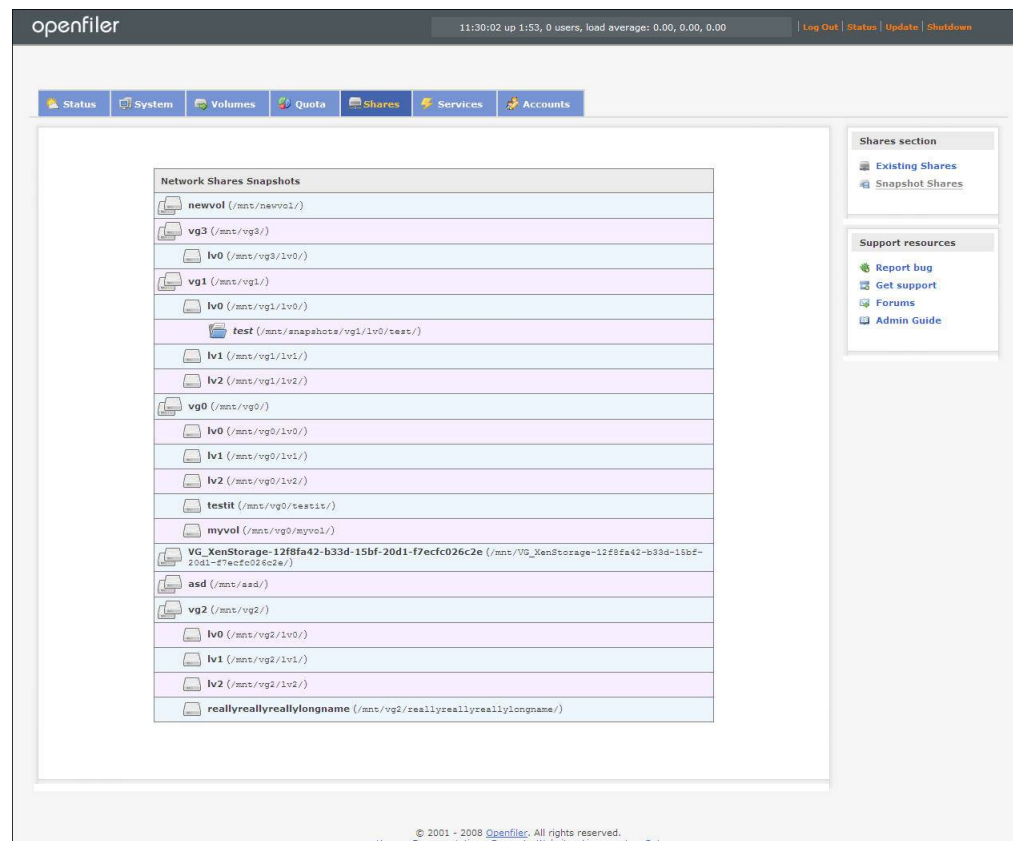 openfiler
11:30:02 up 1:53, 0 users, load average: 0.00, 0.00, 0.00
Log Out | Status | Update | Shutdown
Status
System
Volumes
Quota
Shares
Services
Accounts
Network Shares Snapshots
newvol (/mnt/newvol/)
vg3 (/mnt/vg3/)
lv0 (/mnt/vg3/lv0/)
vg1 (/mnt/vg1/)
lv0 (/mnt/vg1/lv0/)
test (/mnt/snapshots/vg1/lv0/test/)
lv1 (/mnt/vg1/lv1/)
lv2 (/mnt/vg1/lv2/)
vg0 (/mnt/vg0/)
lv0 (/mnt/vg0/lv0/)
lv1 (/mnt/vg0/lv1/)
lv2 (/mnt/vg0/lv2/)
testit (/mnt/vg0/testit/)
myvol (/mnt/vg0/myvol/)
VG_XenStorage-12f8fa42-b33d-15bf-20d1-f7ecfc026c2e (/mnt/VG_XenStorage-12f8fa42-b33d-15bf-
20d1-f7ecfc026c2e/)
asd (/mnt/asd/)
vg2 (/mnt/vg2/)
lv0 (/mnt/vg2/lv0/)
lv1 (/mnt/vg2/lv1/)
lv2 (/mnt/vg2/lv2/)
reallyreallyreallylongname (/mnt/vg2/reallyreallyreallylongname/)
Shares section
Existing Shares
Snapshot Shares
Support resources
Report bug
Get support
Forums
Admin Guide
© 2001 - 2008 Openfiler. All rights reserved.